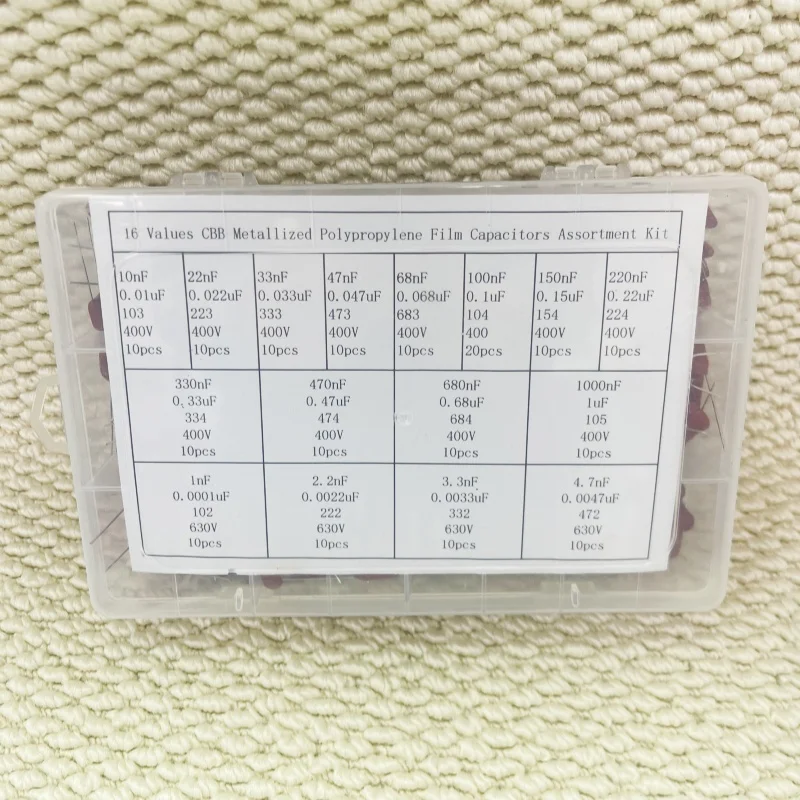 16 Values CBB Metallized Polypropylene Film Capacitors Assortment Kit
10nF
0.01uF
103
400V
10pcs
22nF
0.022uF
223
400V
10pcs
33nF
0.033uF
333
400V
10pcs
47nF
0.047uF
473
400V
10pcs
68nF
0.068uF
683
400V
10pcs
100nF
0.1uF
104
400
20pcs
150nF
0.15uF
154
400V
10pcs
220nF
0.22uF
224
400V
10pcs
330nF
0.33uF
334
400V
10pcs
470nF
0.47uF
474
400V
10pcs
680nF
0.68uF
684
400V
10pcs
1000nF
1uF
105
400V
10pcs
1nF
0.0001uF
102
630V
10pcs
2.2nF
0.0022uF
222
630V
10pcs
3.3nF
0.0033uF
332
630V
10pcs
4.7nF
0.0047uF
472
630V
10pcs